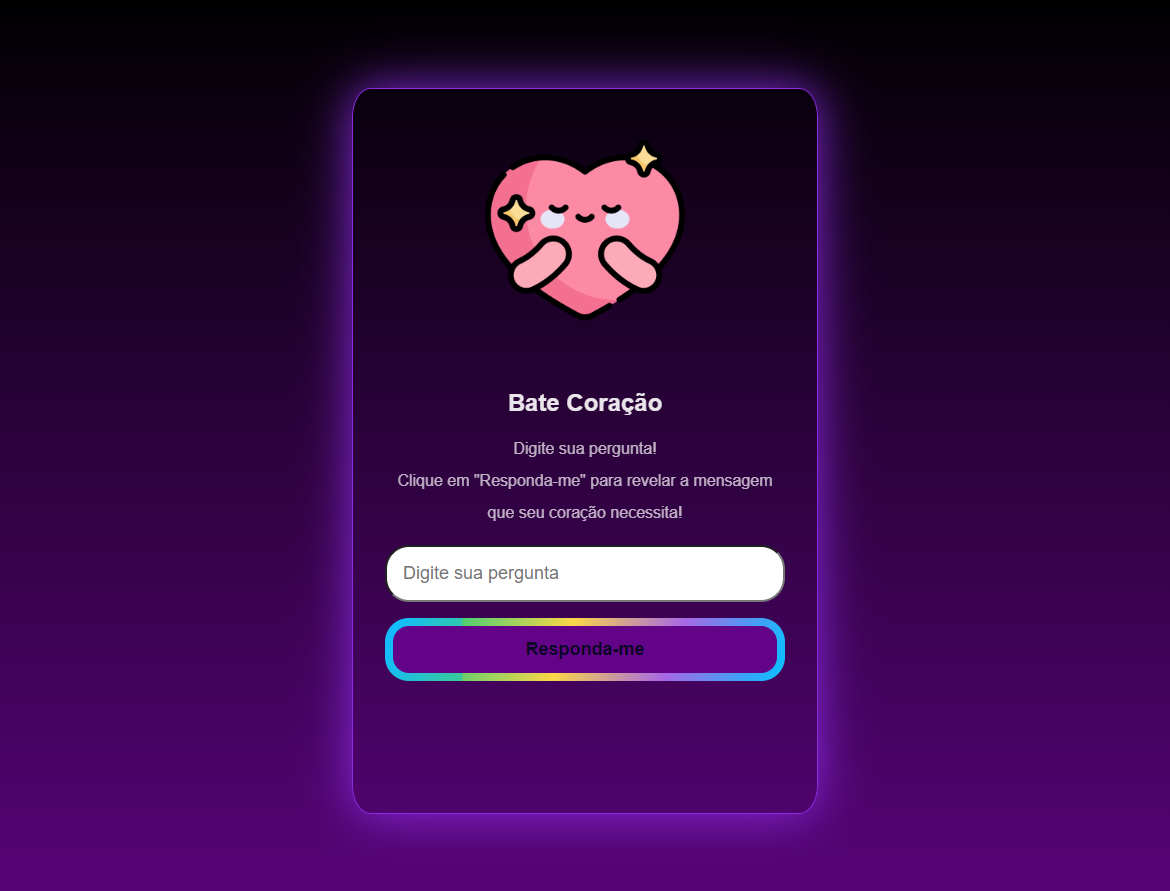 Bate Coração
Digite sua pergunta!
Clique em "Responda-me" para revelar a mensagem
que seu coração necessita!
Digite sua pergunta
Responda-me